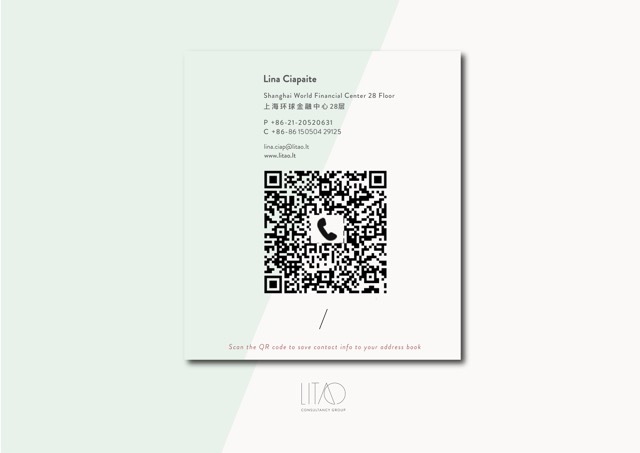 Lina Ciapaite
Shanghai World Financial Center 28 Floor
上海环球金融中心28层
P +86-21-20520631
C +86-86 150504 29125
line.ciap@litao.lt
www.litao.lt
Scan the QR code to save contact info to your address book
LITAO
CONSULTANCY GROUP